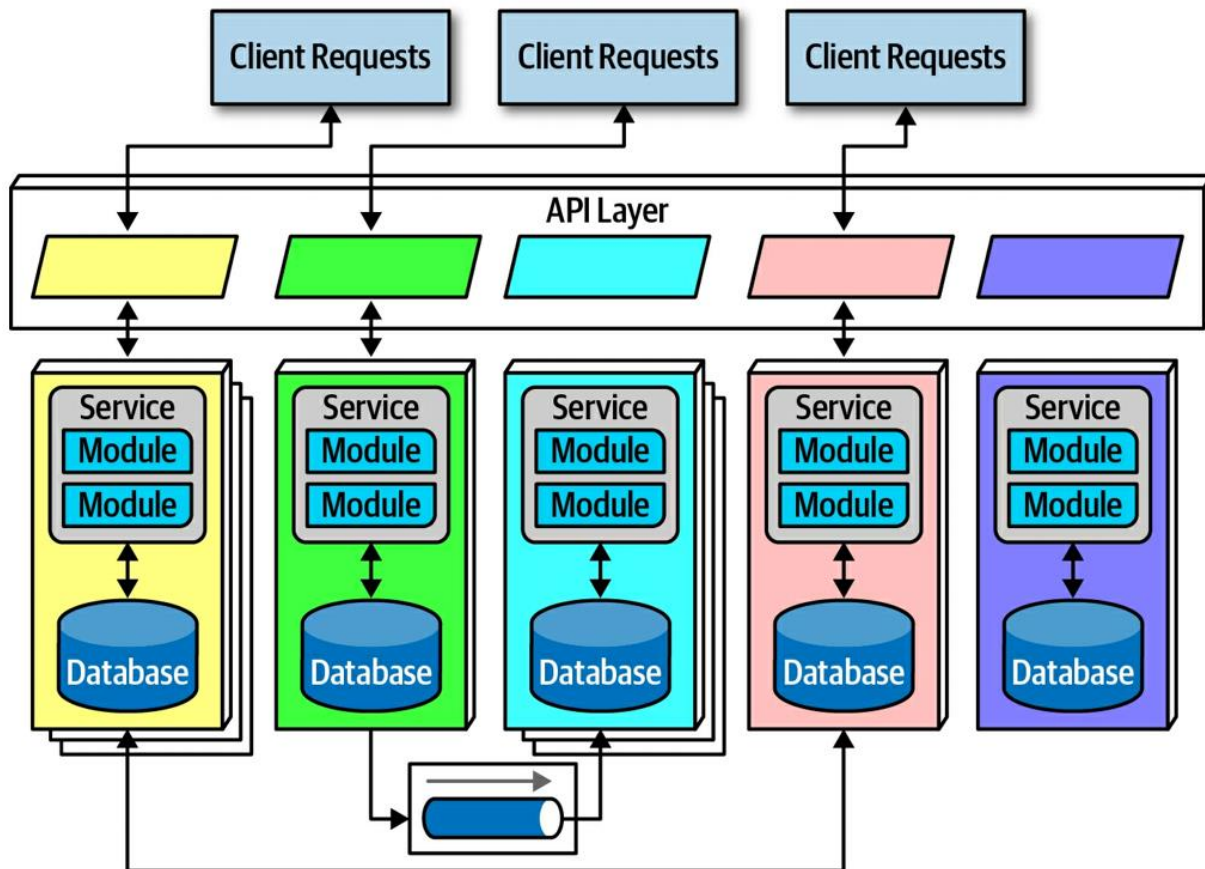 Client Requests
Client Requests
Client Requests
API Layer
Service
Module
Module
Database
Service
Module
Module
Database
Service
Module
Module
Database
Service
Module
Module
Database
Service
Module
Module
Database